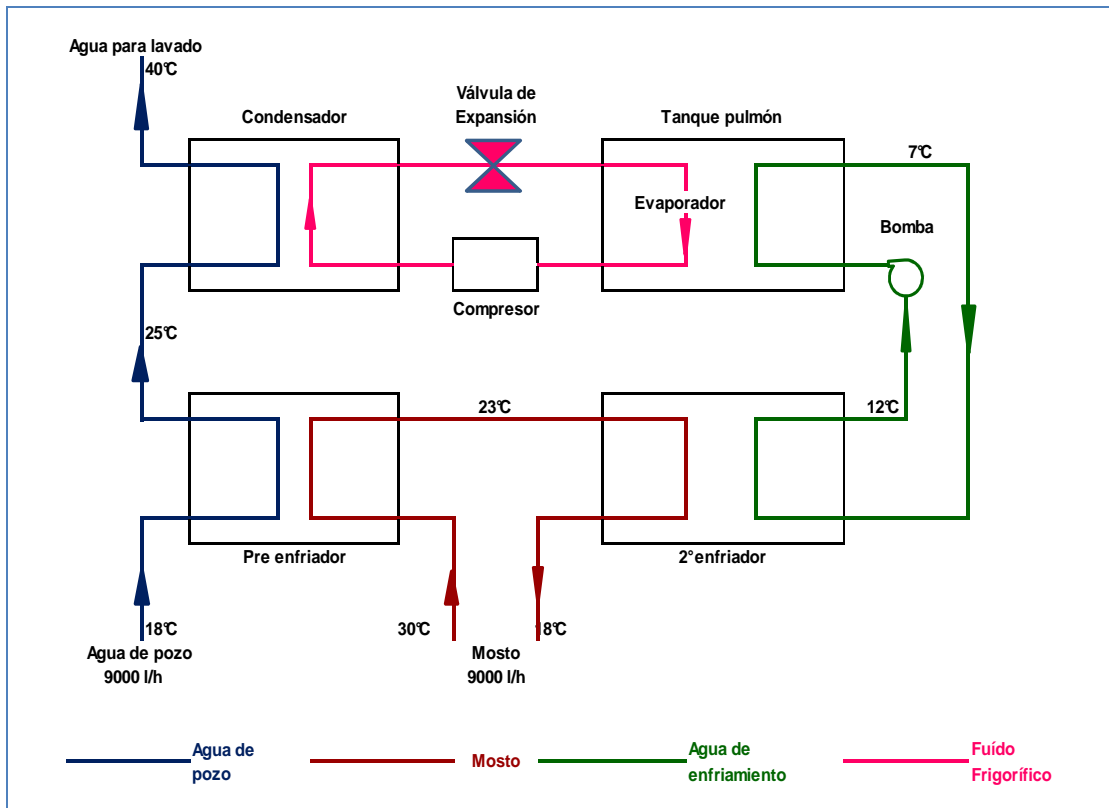 Agua para lavado
40°C
Válvula de
Expansión
Condensador
Tanque pulmón
7°C
Evaporador
Bomba
Compresor
25°C
23°C
12°C
Pre enfriador
2°enfriador
18°C
Agua de pozo
9000 l/h
30°C
Mosto
9000 l/h
18°C
Agua de
pozo
Mosto
Agua de
enfriamiento
Fuído
Frigorífico